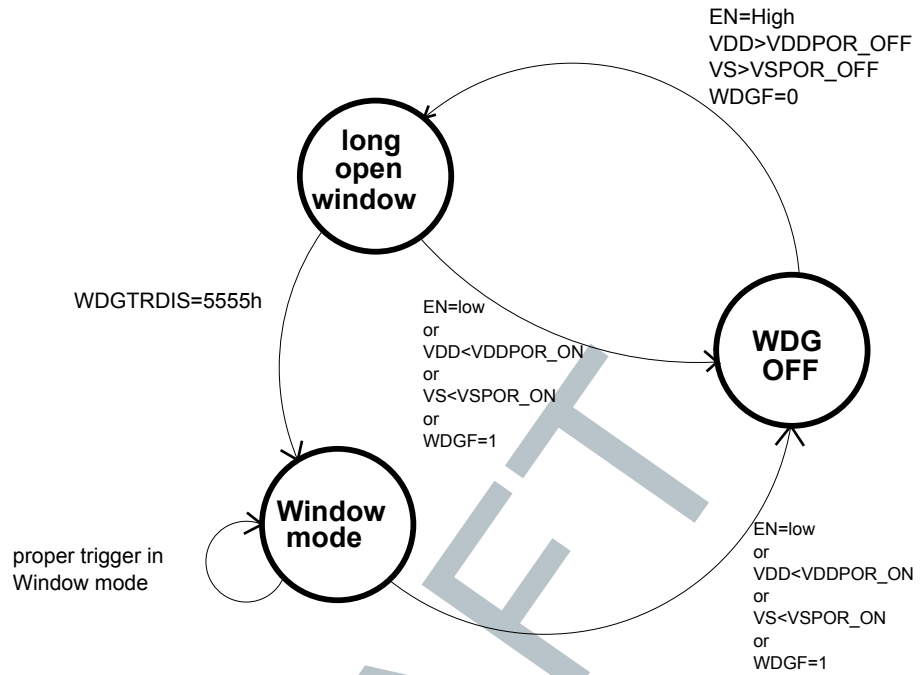 EN=High
VDD>VDDPOR_OFF
VS>VSPOR_OFF
WDGF=0
long
open
window
WDGTRDIS=5555h
EN=low
or
VDD<VDDPOR_ON
or
VS<VSPOR_ON
or
WDGF=1
WDG
OFF
Window
mode
proper trigger in
Window mode
EN=low
or
VDD<VDDPOR_ON
or
VS<VSPOR_ON
or
WDGF=1